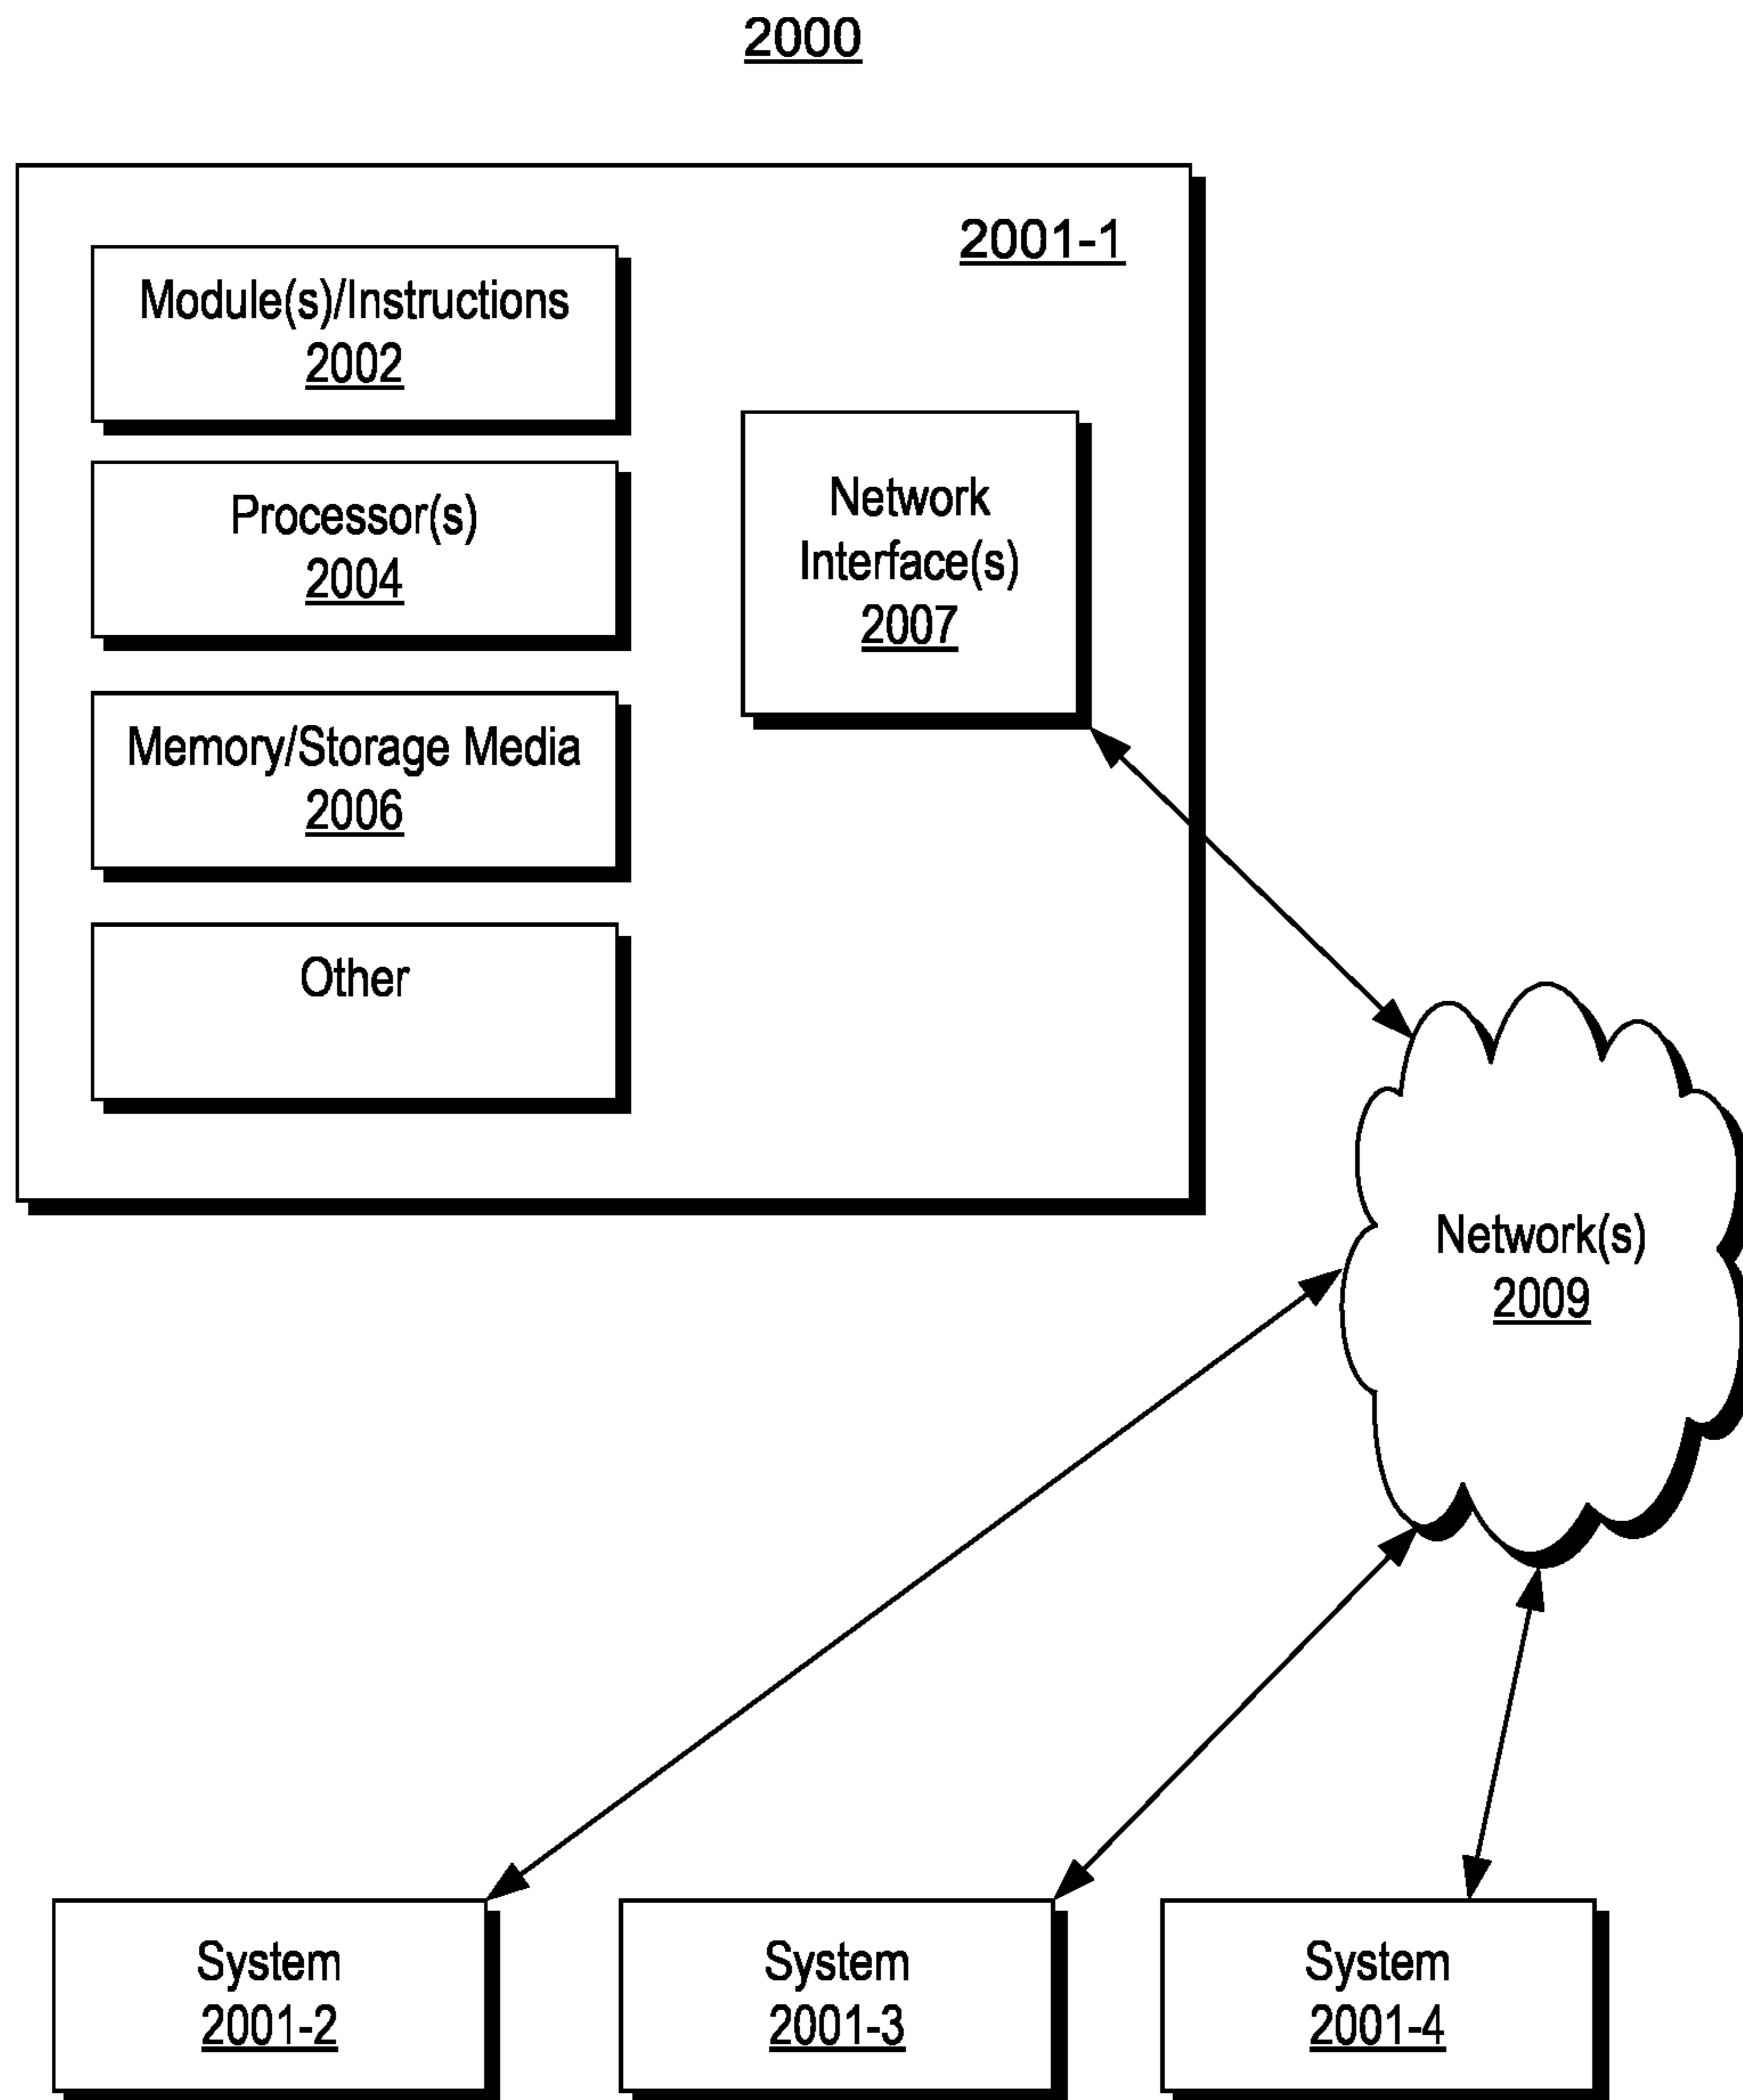 2000
2001-1
Module(s)/Instructions
2002
Processor(s)
2004
Network
Interface(s)
2007
Memory/Storage Media
2006
Other
Network(s)
2009
System
2001-2
System
2001-3
System
2001-4